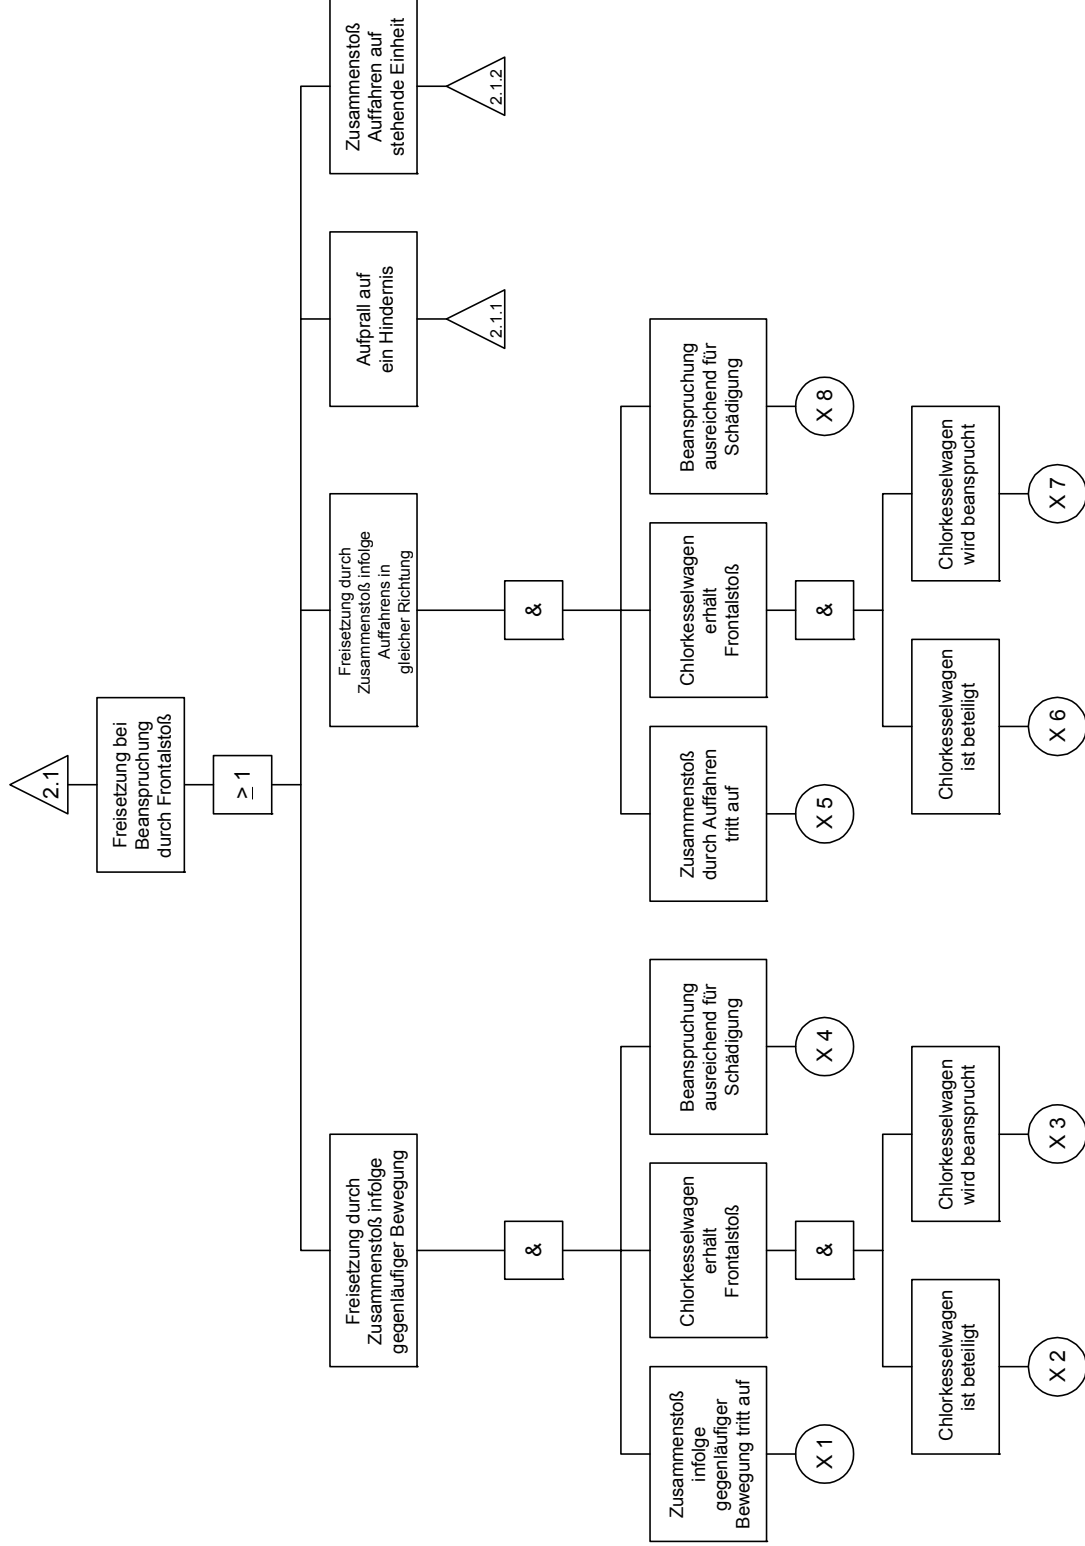 2.1
Freisetzung bei
Beanspruchung
durch Frontalstoß
≥ 1
Freisetzung durch
Zusammenstoß infolge
gegenläufiger Bewegung
Freisetzung durch
Zusammenstoß infolge
Auffahrens in
gleicher Richtung
Aufprall auf
ein Hindernis
Zusammenstoß
Auffahren auf
stehende Einheit
2.1.1
2.1.2
&
&
Zusammenstoß
infolge
gegenläufiger
Bewegung tritt auf
Chlorkesselwagen
erhält
Frontalstoß
Beanspruchung
ausreichend für
Schädigung
Zusammenstoß
durch Auffahren
tritt auf
Chlorkesselwagen
erhält
Frontalstoß
Beanspruchung
ausreichend für
Schädigung
X 1
&
X 4
X 5
&
X 8
Chlorkesselwagen
ist beteiligt
Chlorkesselwagen
wird beansprucht
Chlorkesselwagen
ist beteiligt
Chlorkesselwagen
wird beansprucht
X 2
X 3
X 6
X 7